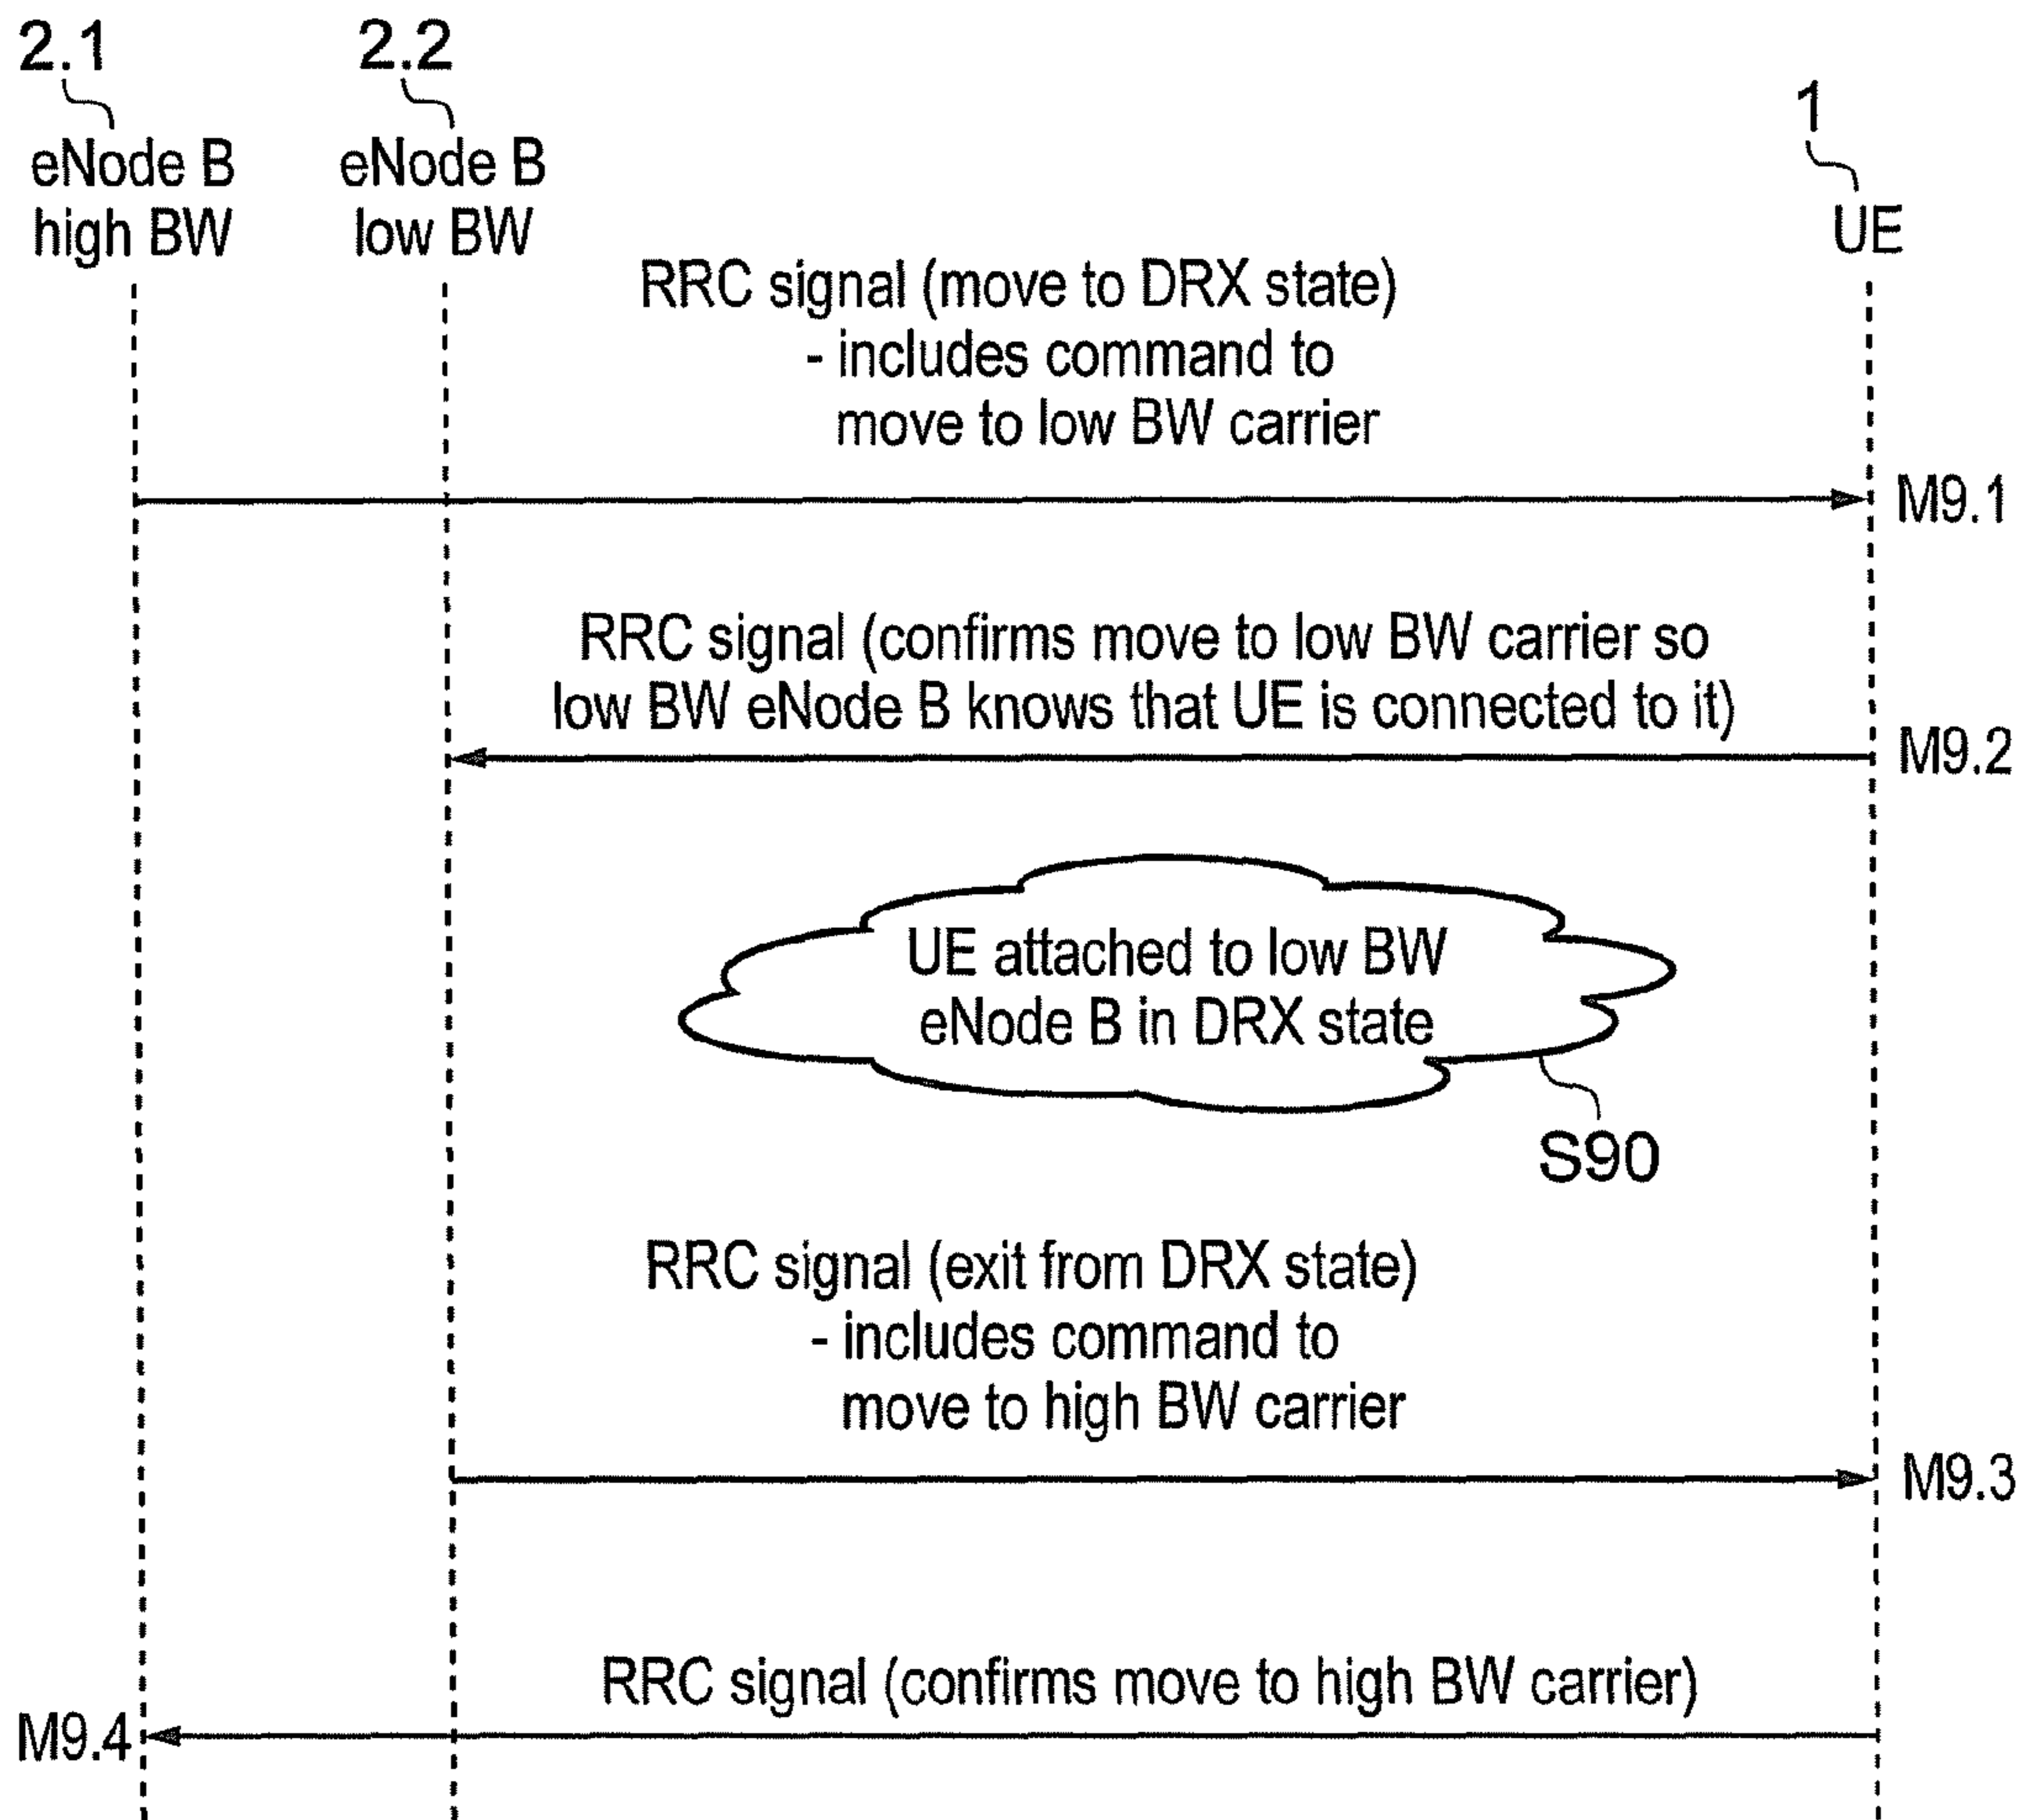 2.1
eNode B
high BW
2.2
eNode B
low BW
1
UE
RRC signal (move to DRX state)
- includes command to
move to low BW carrier
M9.1
RRC signal (confirms move to low BW carrier so
low BW eNode B knows that UE is connected to it)
M9.2
UE attached to low BW
eNode B in DRX state
S90
RRC signal (exit from DRX state)
- includes command to
move to high BW carrier
M9.3
RRC signal (confirms move to high BW carrier)
M9.4